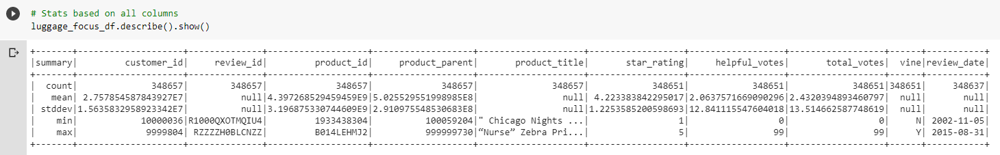 # Stats based on all columns
luggage_focus_df.describe().show()
+-------+--------------------+--------------+-------------------+--------------------+--------------------+------------------+------------------+------------------+------+-----------+
|summary| customer_id| review_id| product_id| product_parent| product_title| star_rating| helpful_votes| total_votes| vine|review_date|
+-------+--------------------+--------------+-------------------+--------------------+--------------------+------------------+------------------+------------------+------+-----------+
| count| 348657| 348657| 348657| 348657| 348657| 348651| 348651| 348651|348651| 348637|
| mean| 2.757854587843927E7| null|4.397268529459459E9|5.025529551998985E8| null| 4.223383842295017|2.0637571669090296|2.4320394893460797| null| null|
| stddev|1.5635832958923342E7| null|3.196875330744609E9|2.910975548530683E8| null|1.2253585200598693|12.841115547604018|13.514662587748619| null| null|
| min| 10000036|R1000QXOTMQIU4| 1933438304| 100059204|" Chicago Nights ...| 1| 0| 0| N| 2002-11-05|
| max| 9999804| RZZZZH0BLCNZZ| B014LEHMJ2| 999999730|“Nurse” Zebra Pri...| 5| 99| 99| Y| 2015-08-31|
+-------+--------------------+--------------+-------------------+--------------------+--------------------+------------------+------------------+------------------+------+-----------+